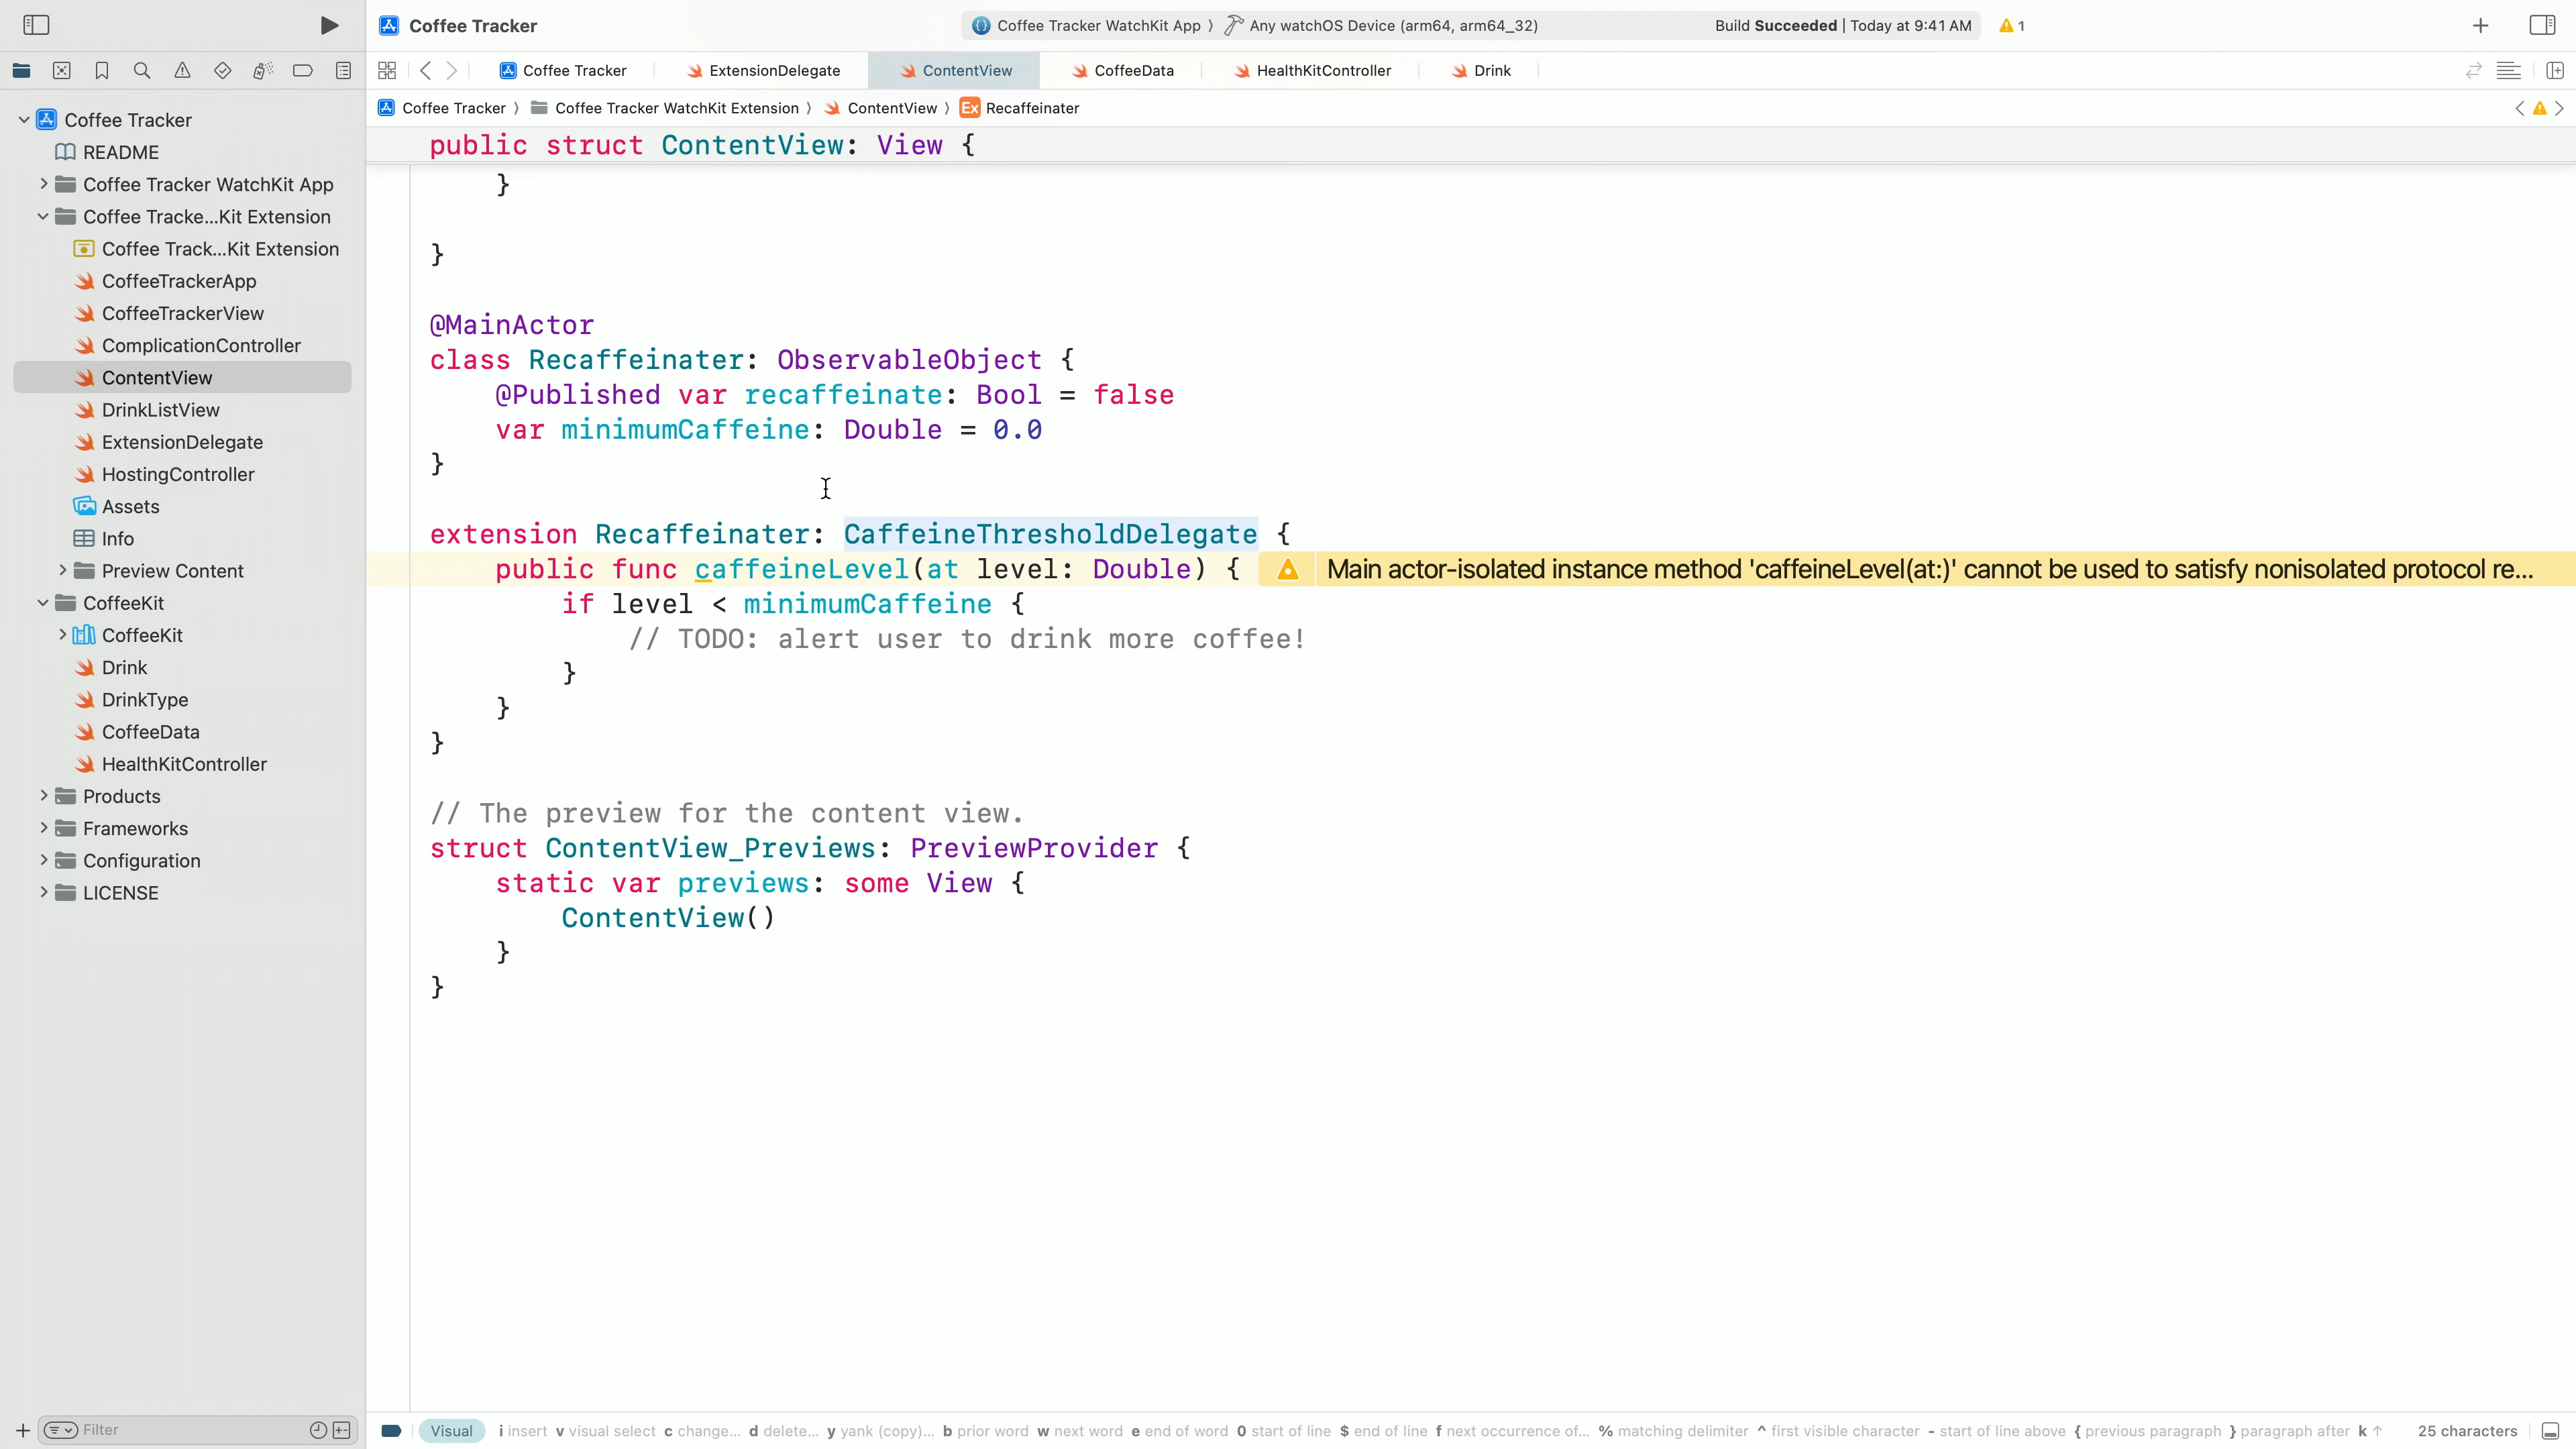 Coffee Tracker
Coffee Tracker WatchKit App ⟩ Any watchOS Device (arm64, arm64_32)
Build Succeeded | Today at 9:41 AM
1
Coffee Tracker
ExtensionDelegate
ContentView
CoffeeData
HealthKitController
Drink
Coffee Tracker ⟩ Coffee Tracker WatchKit Extension ⟩ ContentView ⟩ Ex Recaffeinater
Coffee Tracker
README
Coffee Tracker WatchKit App
Coffee Tracke...Kit Extension
Coffee Track...Kit Extension
CoffeeTrackerApp
CoffeeTrackerView
ComplicationController
ContentView
DrinkListView
ExtensionDelegate
HostingController
Assets
Info
Preview Content
CoffeeKit
CoffeeKit
Drink
DrinkType
CoffeeData
HealthKitController
Products
Frameworks
Configuration
LICENSE
Filter
public struct ContentView: View {
}
}
@MainActor
class Recaffeinater: ObservableObject {
@Published var recaffeinate: Bool = false
var minimumCaffeine: Double = 0.0
}
extension Recaffeinater: CaffeineThresholdDelegate {
public func caffeineLevel(at level: Double) { Main actor-isolated instance method 'caffeineLevel(at:)' cannot be used to satisfy nonisolated protocol re...
if level < minimumCaffeine {
// TODO: alert user to drink more coffee!
}
}
}
// The preview for the content view.
struct ContentView_Previews: PreviewProvider {
static var previews: some View {
ContentView()
}
}
Visual i insert v visual select c change... d delete... y yank (copy)... b prior word w next word e end of word 0 start of line $ end of line f next occurrence of... % matching delimiter ^ first visible character - start of line above { previous paragraph } paragraph after k ↑ 25 characters